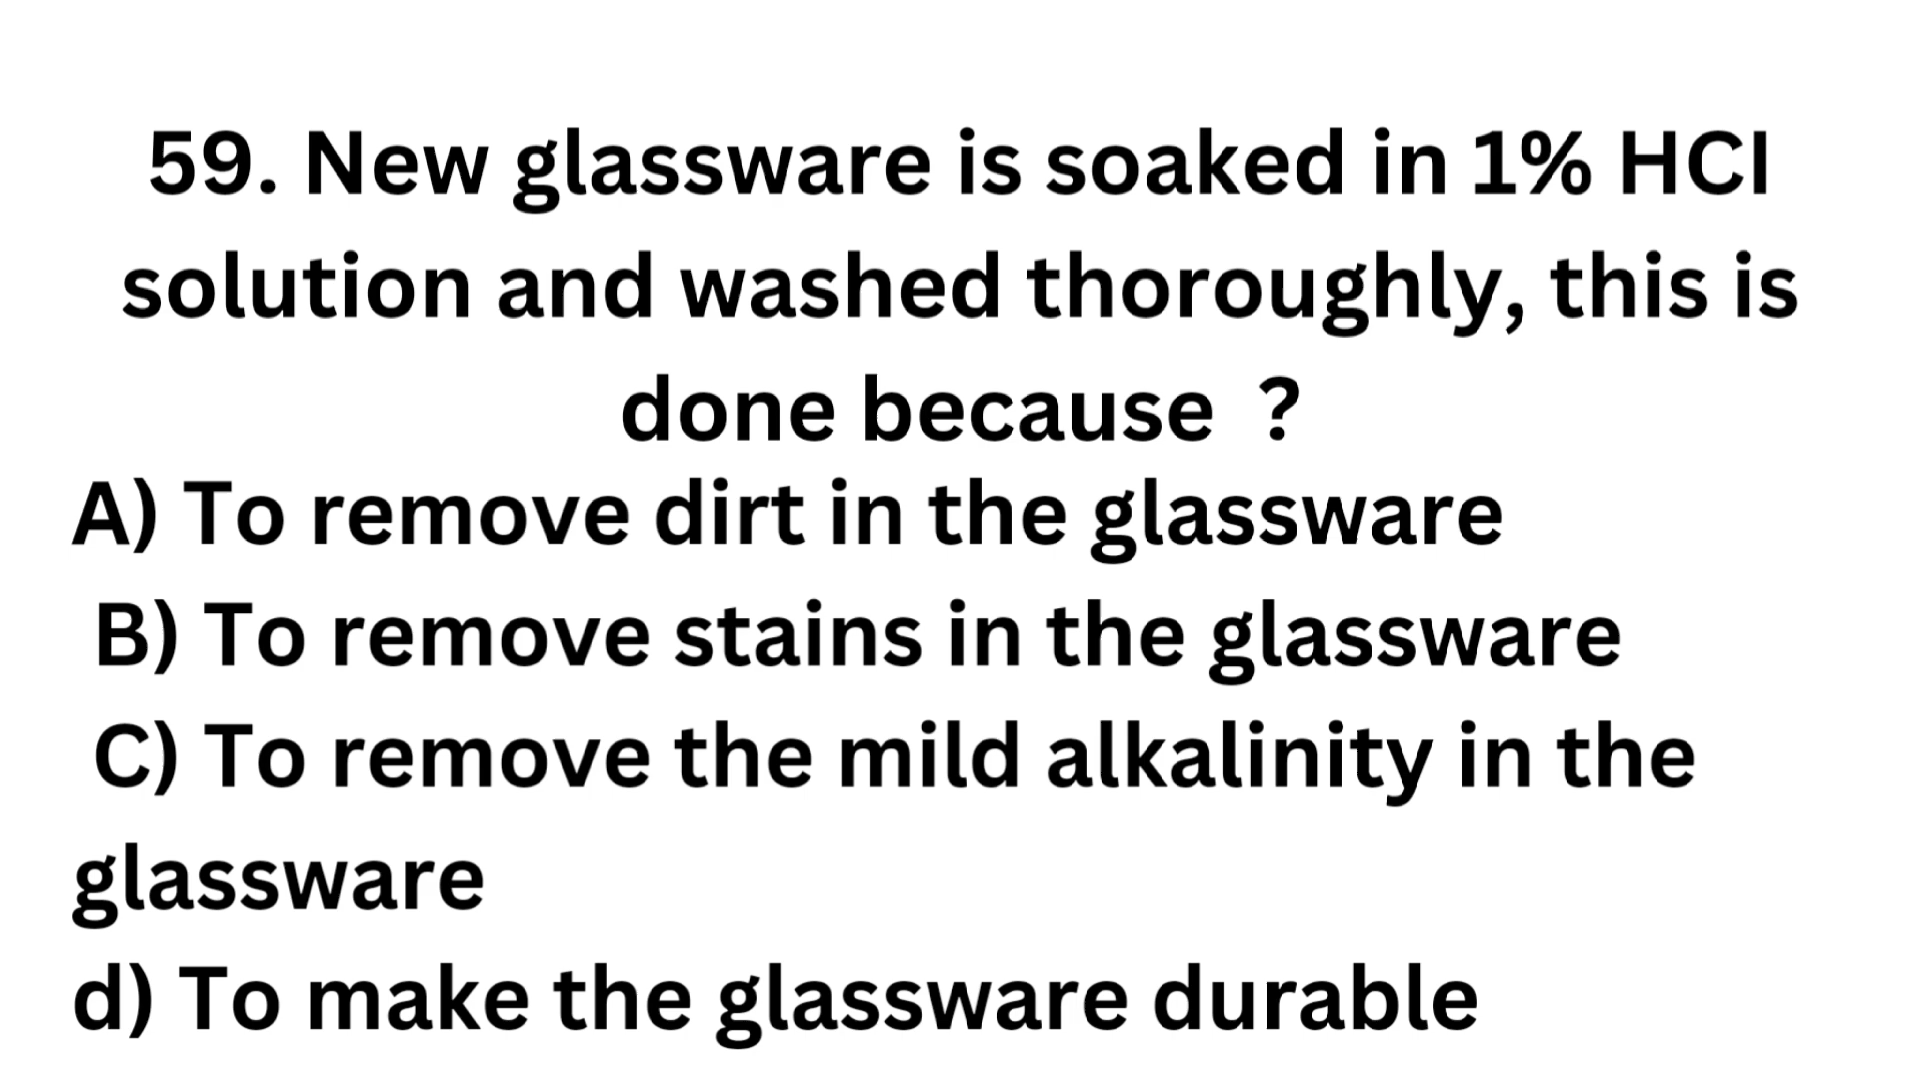 59. New glassware is soaked in 1% HCl
solution and washed thoroughly, this is
done because ?
A) To remove dirt in the glassware
B) To remove stains in the glassware
C) To remove the mild alkalinity in the
glassware
d) To make the glassware durable